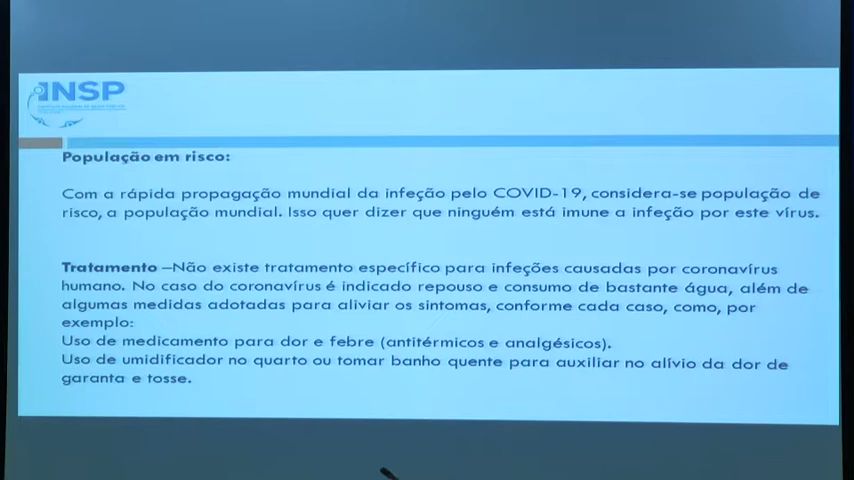 INSP
População em risco:
Com a rápida propagação mundial da infeção pelo COVID-19, considera-se população de
risco, a população mundial. Isso quer dizer que ninguém está imune a infeção por este vírus.
Tratamento –Não existe tratamento específico para infeções causadas por coronavírus
humano. No caso do coronavírus é indicado repouso e consumo de bastante água, além de
algumas medidas adotadas para aliviar os sintomas, conforme cada caso, como, por
exemplo:
Uso de medicamento para dor e febre (antitérmicos e analgésicos).
Uso de umidificador no quarto ou tomar banho quente para auxiliar no alívio da dor de
garanta e tosse.